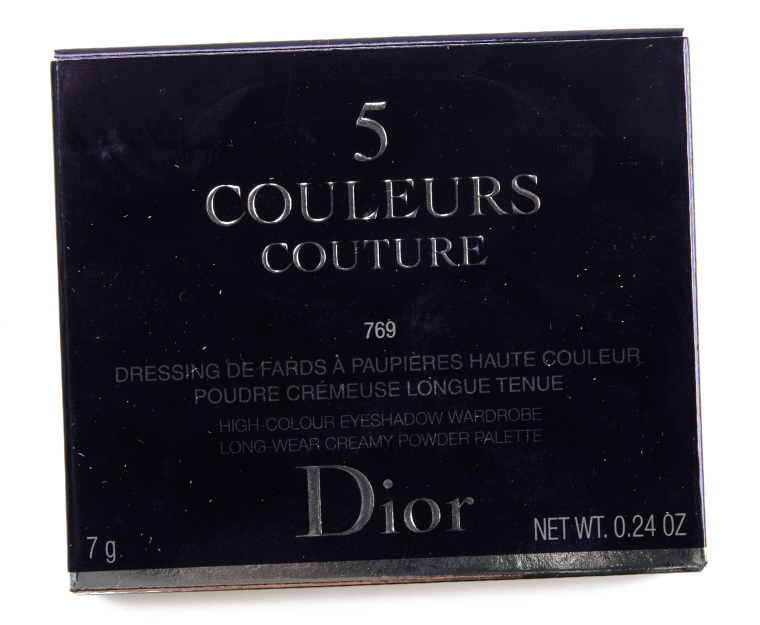 5
COULEURS
COUTURE
769
DRESSING DE FARDS À PAUPIÈRES HAUTE COULEUR
POUDRE CRÉMEUSE LONGUE TENUE
HIGH-COLOUR EYESHADOW WARDROBE
LONG-WEAR CREAMY POWDER PALETTE
Dior
7 g
NET WT. 0.24 OZ